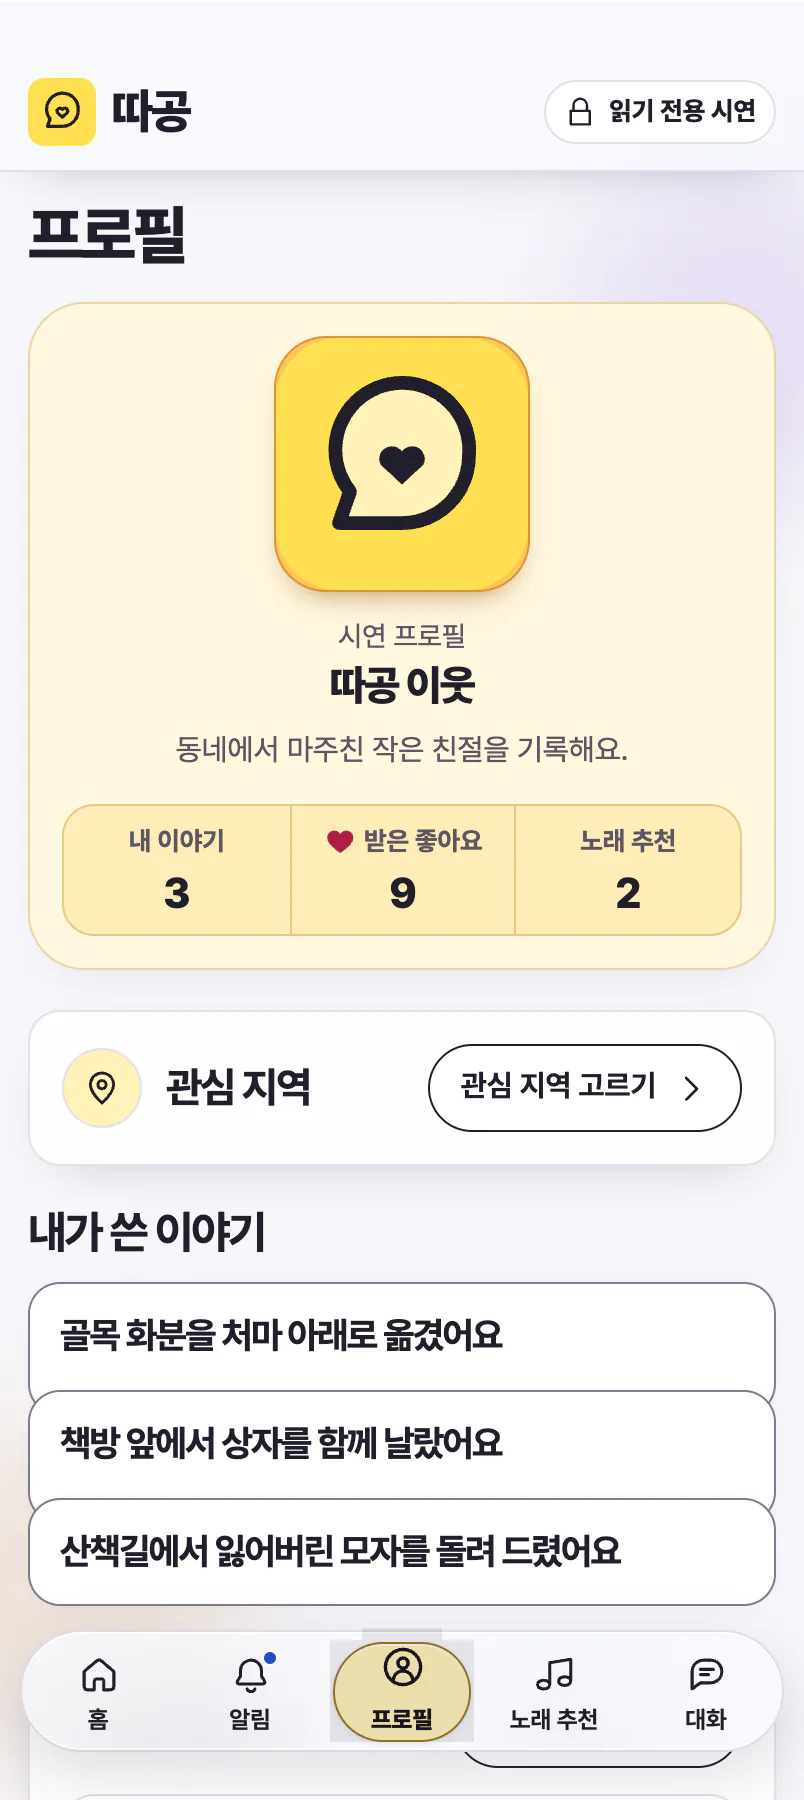 따공
읽기 전용 시연
프로필
시연 프로필
따공 이웃
동네에서 마주친 작은 친절을 기록해요.
내 이야기
3
받은 좋아요
9
노래 추천
2
관심 지역
관심 지역 고르기
내가 쓴 이야기
골목 화분을 처마 아래로 옮겼어요
책방 앞에서 상자를 함께 날랐어요
산책길에서 잃어버린 모자를 돌려 드렸어요
홈
알림
프로필
노래 추천
대화